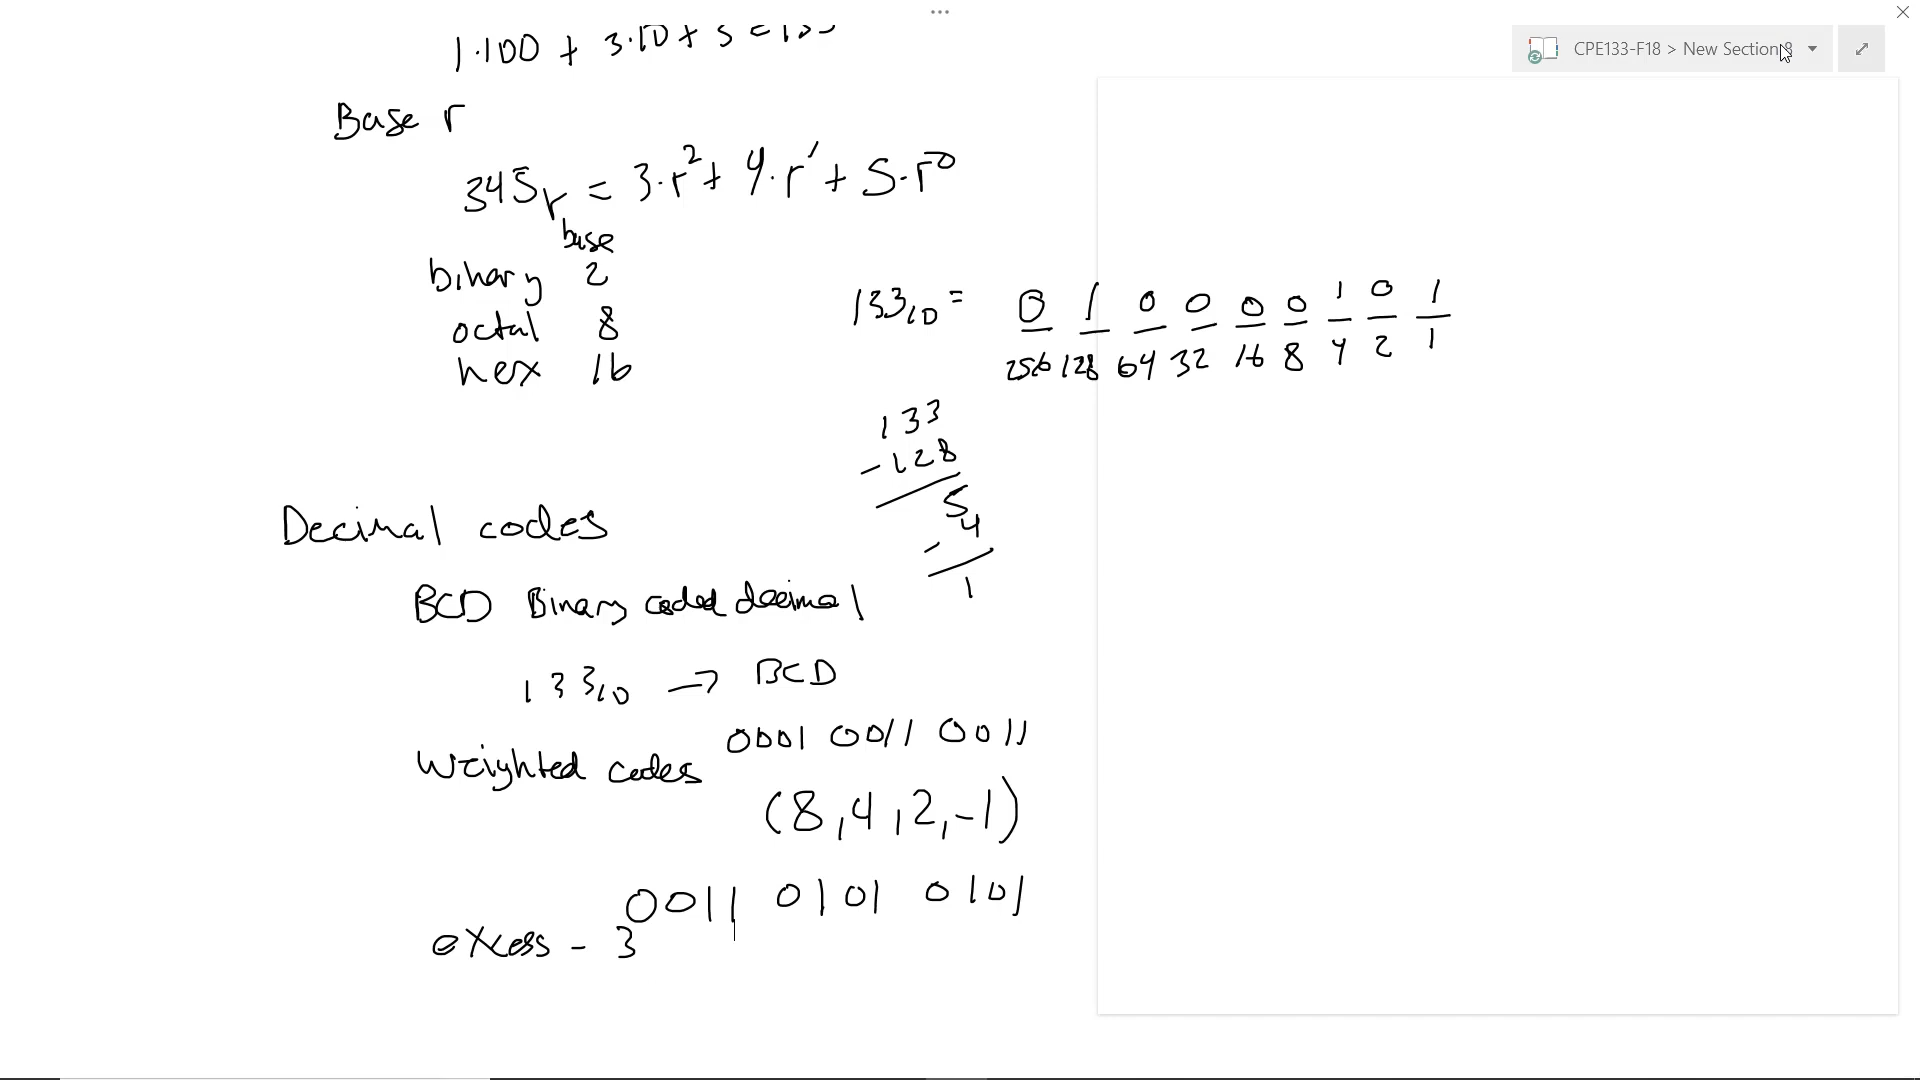 CPE133-F18 > New Section 8
1·100 + 3·10 +
Base r
345r = 3·r² + 4·r¹ + 5·r⁰
base
binary 2
octal 8
hex 16
133₁₀ = 0 1 0 0 0 0 1 0 1
256 128 64 32 16 8 4 2 1
133
-128
5
- 4
1
Decimal codes
BCD Binary coded decimal
133₁₀ → BCD
0001 0011 0011
Weighted codes
(8,4,2,-1)
0011 0101 0101
excess - 3